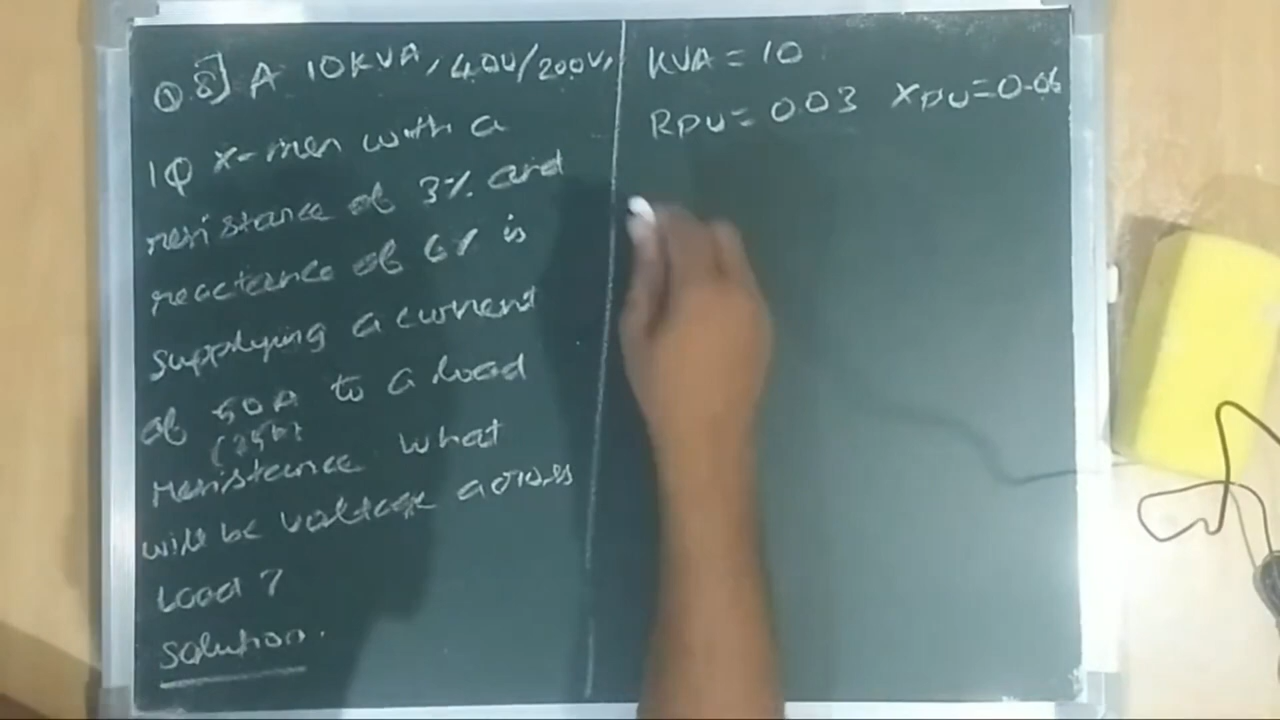 Q 8] A 10KVA, 400/200V,
1φ x-mer with a
resistance of 3% and
reactance of 6% is
supplying a current
of 50A to a load
resistance what
will be voltage across
load ?
solution.
KVA = 10
Rpu = 0.03 Xpu = 0.06